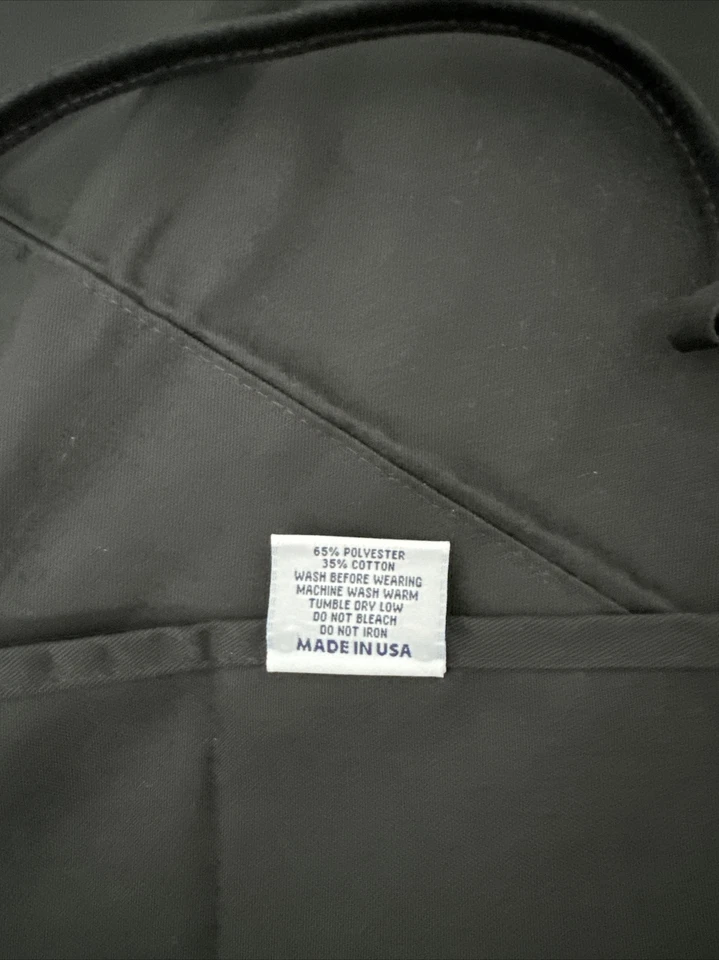 65% POLYESTER
35% COTTON
WASH BEFORE WEARING
MACHINE WASH WARM
TUMBLE DRY LOW
DO NOT BLEACH
DO NOT IRON
MADE IN USA